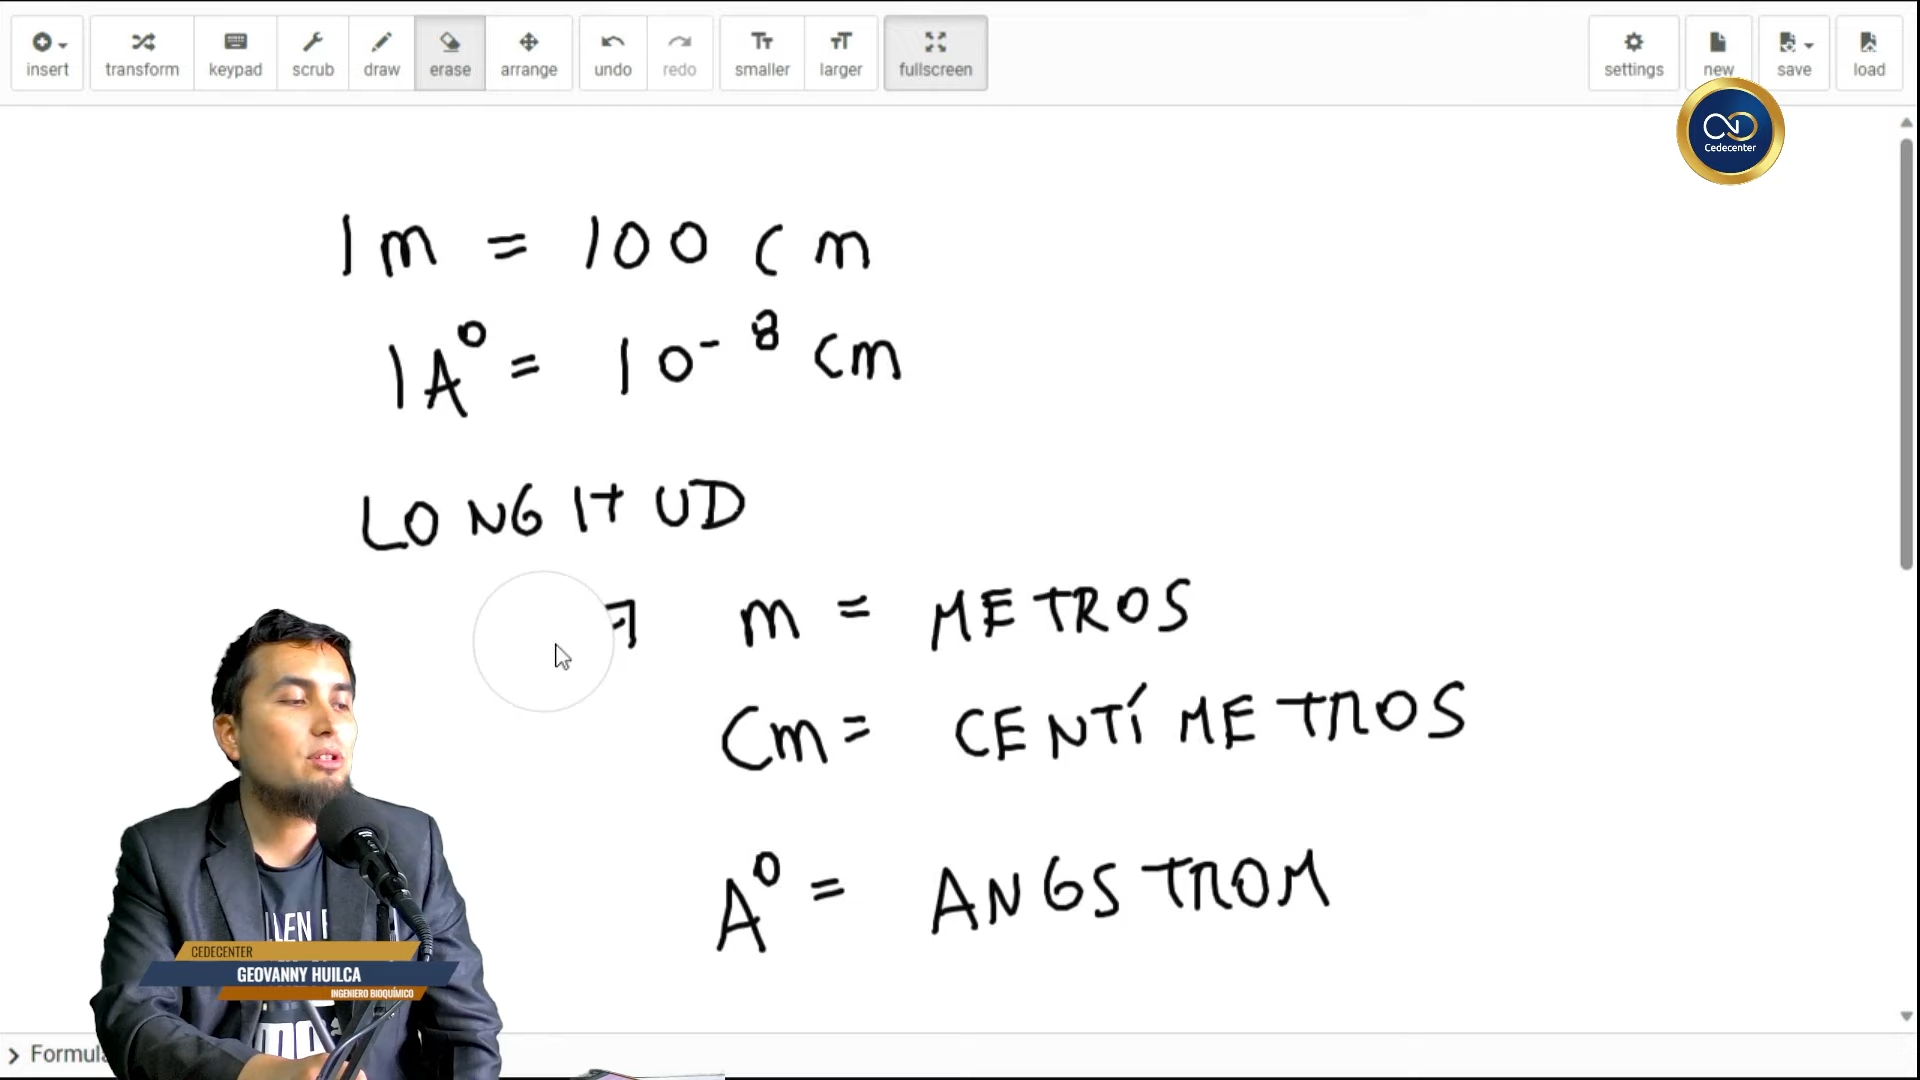 insert transform keypad scrub draw erase arrange undo redo smaller larger fullscreen settings new save load
Cedecenter
1m = 100 cm
1A° = 10⁻⁸ cm
LONGITUD
m = METROS
cm = CENTÍMETROS
A° = ANGSTROM
CEDECENTER
GEOVANNY HUILCA
INGENIERO BIOQUÍMICO